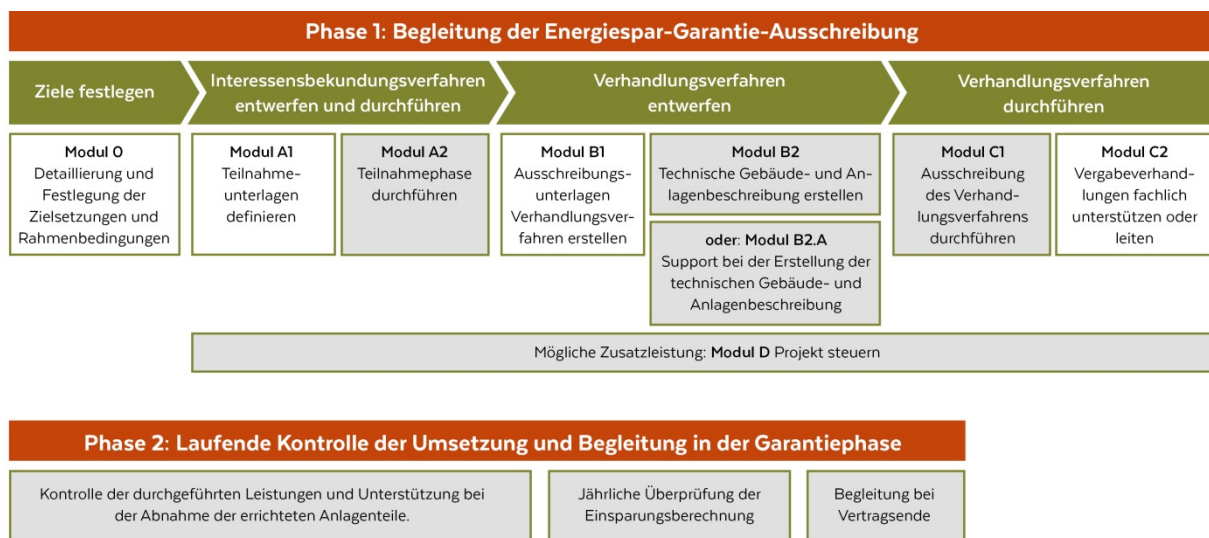 Phase 1: Begleitung der Energiespar-Garantie-Ausschreibung
Ziele festlegen
Interessensbekundungsverfahren
entwerfen und durchführen
Verhandlungsverfahren
entwerfen
Verhandlungsverfahren
durchführen
Modul 0
Detaillierung und
Festlegung der
Zielsetzungen und
Rahmenbedingungen
Modul A1
Teilnahme-
unterlagen
definieren
Modul A2
Teilnahmephase
durchführen
Modul B1
Ausschreibungs-
unterlagen
Verhandlungsver-
fahren erstellen
Modul B2
Technische Gebäude- und An-
lagenbeschreibung erstellen
oder: Modul B2.A
Support bei der Erstellung der
technischen Gebäude- und
Anlagenbeschreibung
Modul C1
Ausschreibung
des Verhand-
lungsverfahrens
durchführen
Modul C2
Vergabeverhand-
lungen fachlich
unterstützen oder
leiten
Mögliche Zusatzleistung: Modul D Projekt steuern
Phase 2: Laufende Kontrolle der Umsetzung und Begleitung in der Garantiephase
Kontrolle der durchgeführten Leistungen und Unterstützung bei
der Abnahme der errichteten Anlagenteile.
Jährliche Überprüfung der
Einsparungsberechnung
Begleitung bei
Vertragsende